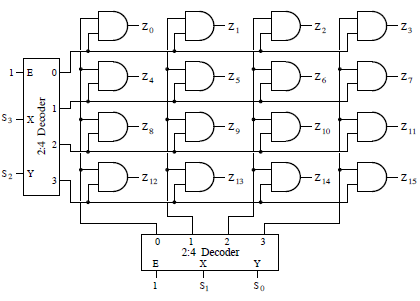 Z0 Z1 Z2 Z3
1 E 0
Z4 Z5 Z6 Z7
1
S3 X 2:4 Decoder
Z8 Z9 Z10 Z11
2
S2 Y 3
Z12 Z13 Z14 Z15
0 1 2 3
2:4 Decoder
E X Y
1 S1 S0